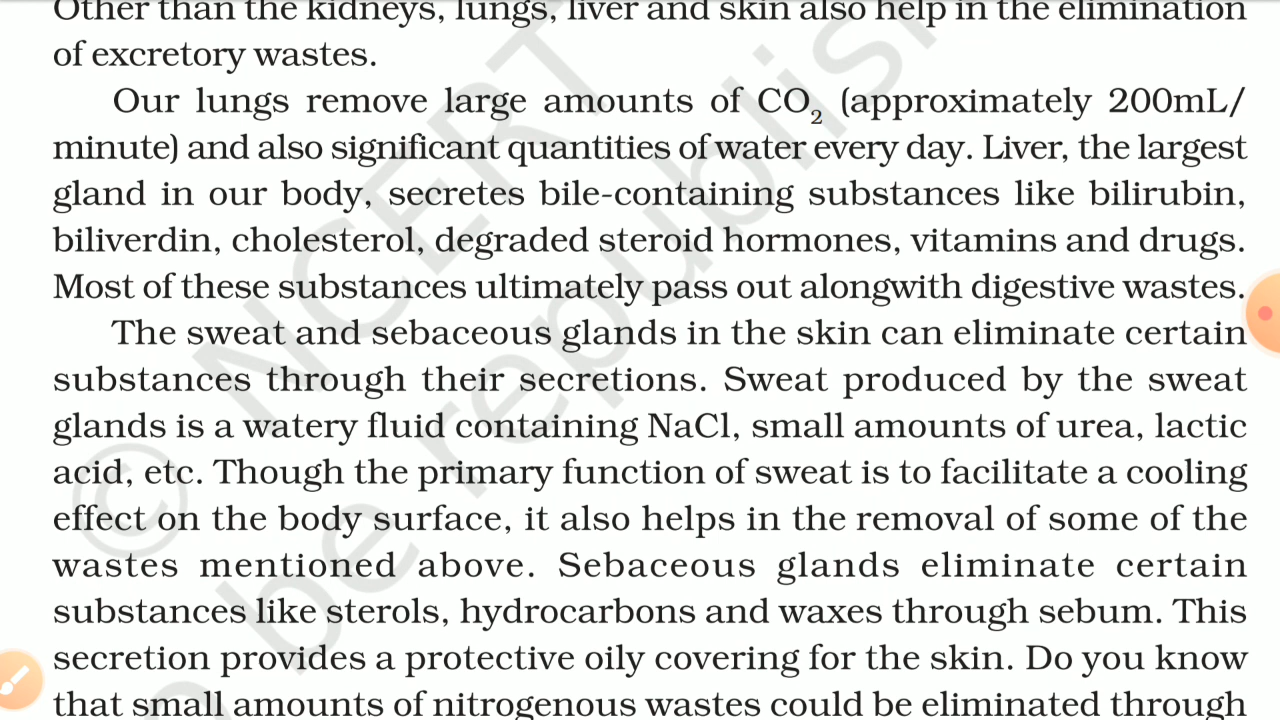 Other than the kidneys, lungs, liver and skin also help in the elimination
of excretory wastes.
Our lungs remove large amounts of CO₂ (approximately 200mL/
minute) and also significant quantities of water every day. Liver, the largest
gland in our body, secretes bile-containing substances like bilirubin,
biliverdin, cholesterol, degraded steroid hormones, vitamins and drugs.
Most of these substances ultimately pass out alongwith digestive wastes.
The sweat and sebaceous glands in the skin can eliminate certain
substances through their secretions. Sweat produced by the sweat
glands is a watery fluid containing NaCl, small amounts of urea, lactic
acid, etc. Though the primary function of sweat is to facilitate a cooling
effect on the body surface, it also helps in the removal of some of the
wastes mentioned above. Sebaceous glands eliminate certain
substances like sterols, hydrocarbons and waxes through sebum. This
secretion provides a protective oily covering for the skin. Do you know
that small amounts of nitrogenous wastes could be eliminated through
© NCERT
be republis